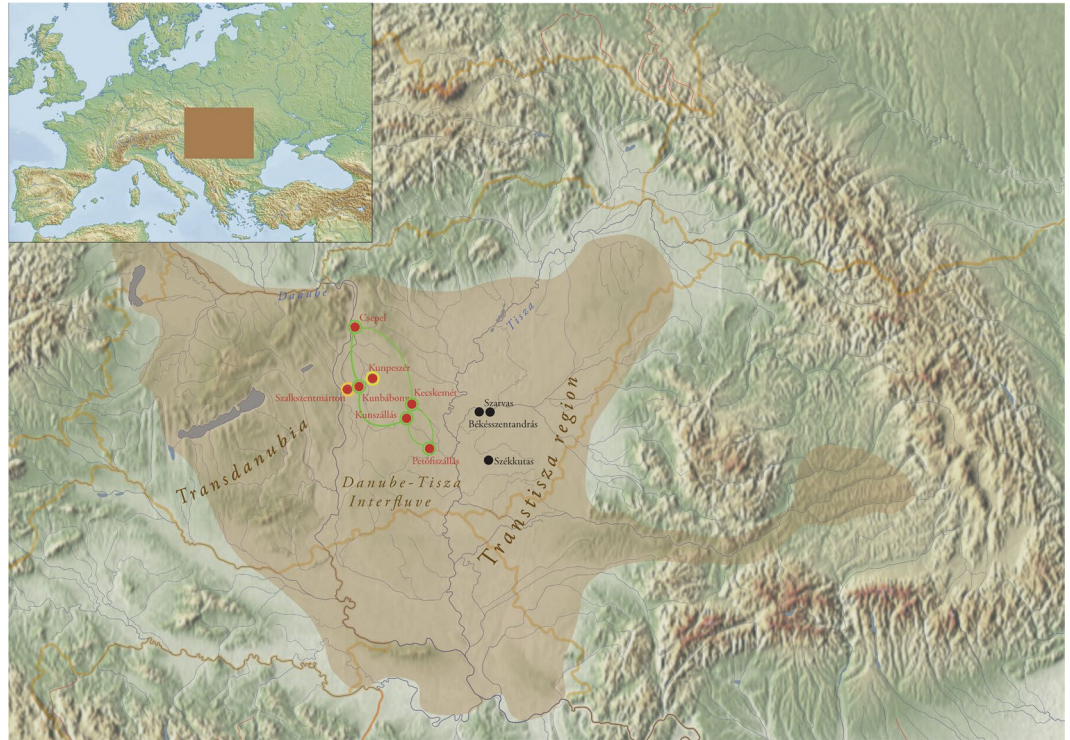 Danube
Tisza
Csepel
Kunpeszér
Szalkszentmárton
Kunbábony
Kecskemét
Kunszállás
Petőfiszállás
Szarvas
Békésszentandrás
Székkutas
Transdanubia
Danube-Tisza
Interfluve
Transtisza region